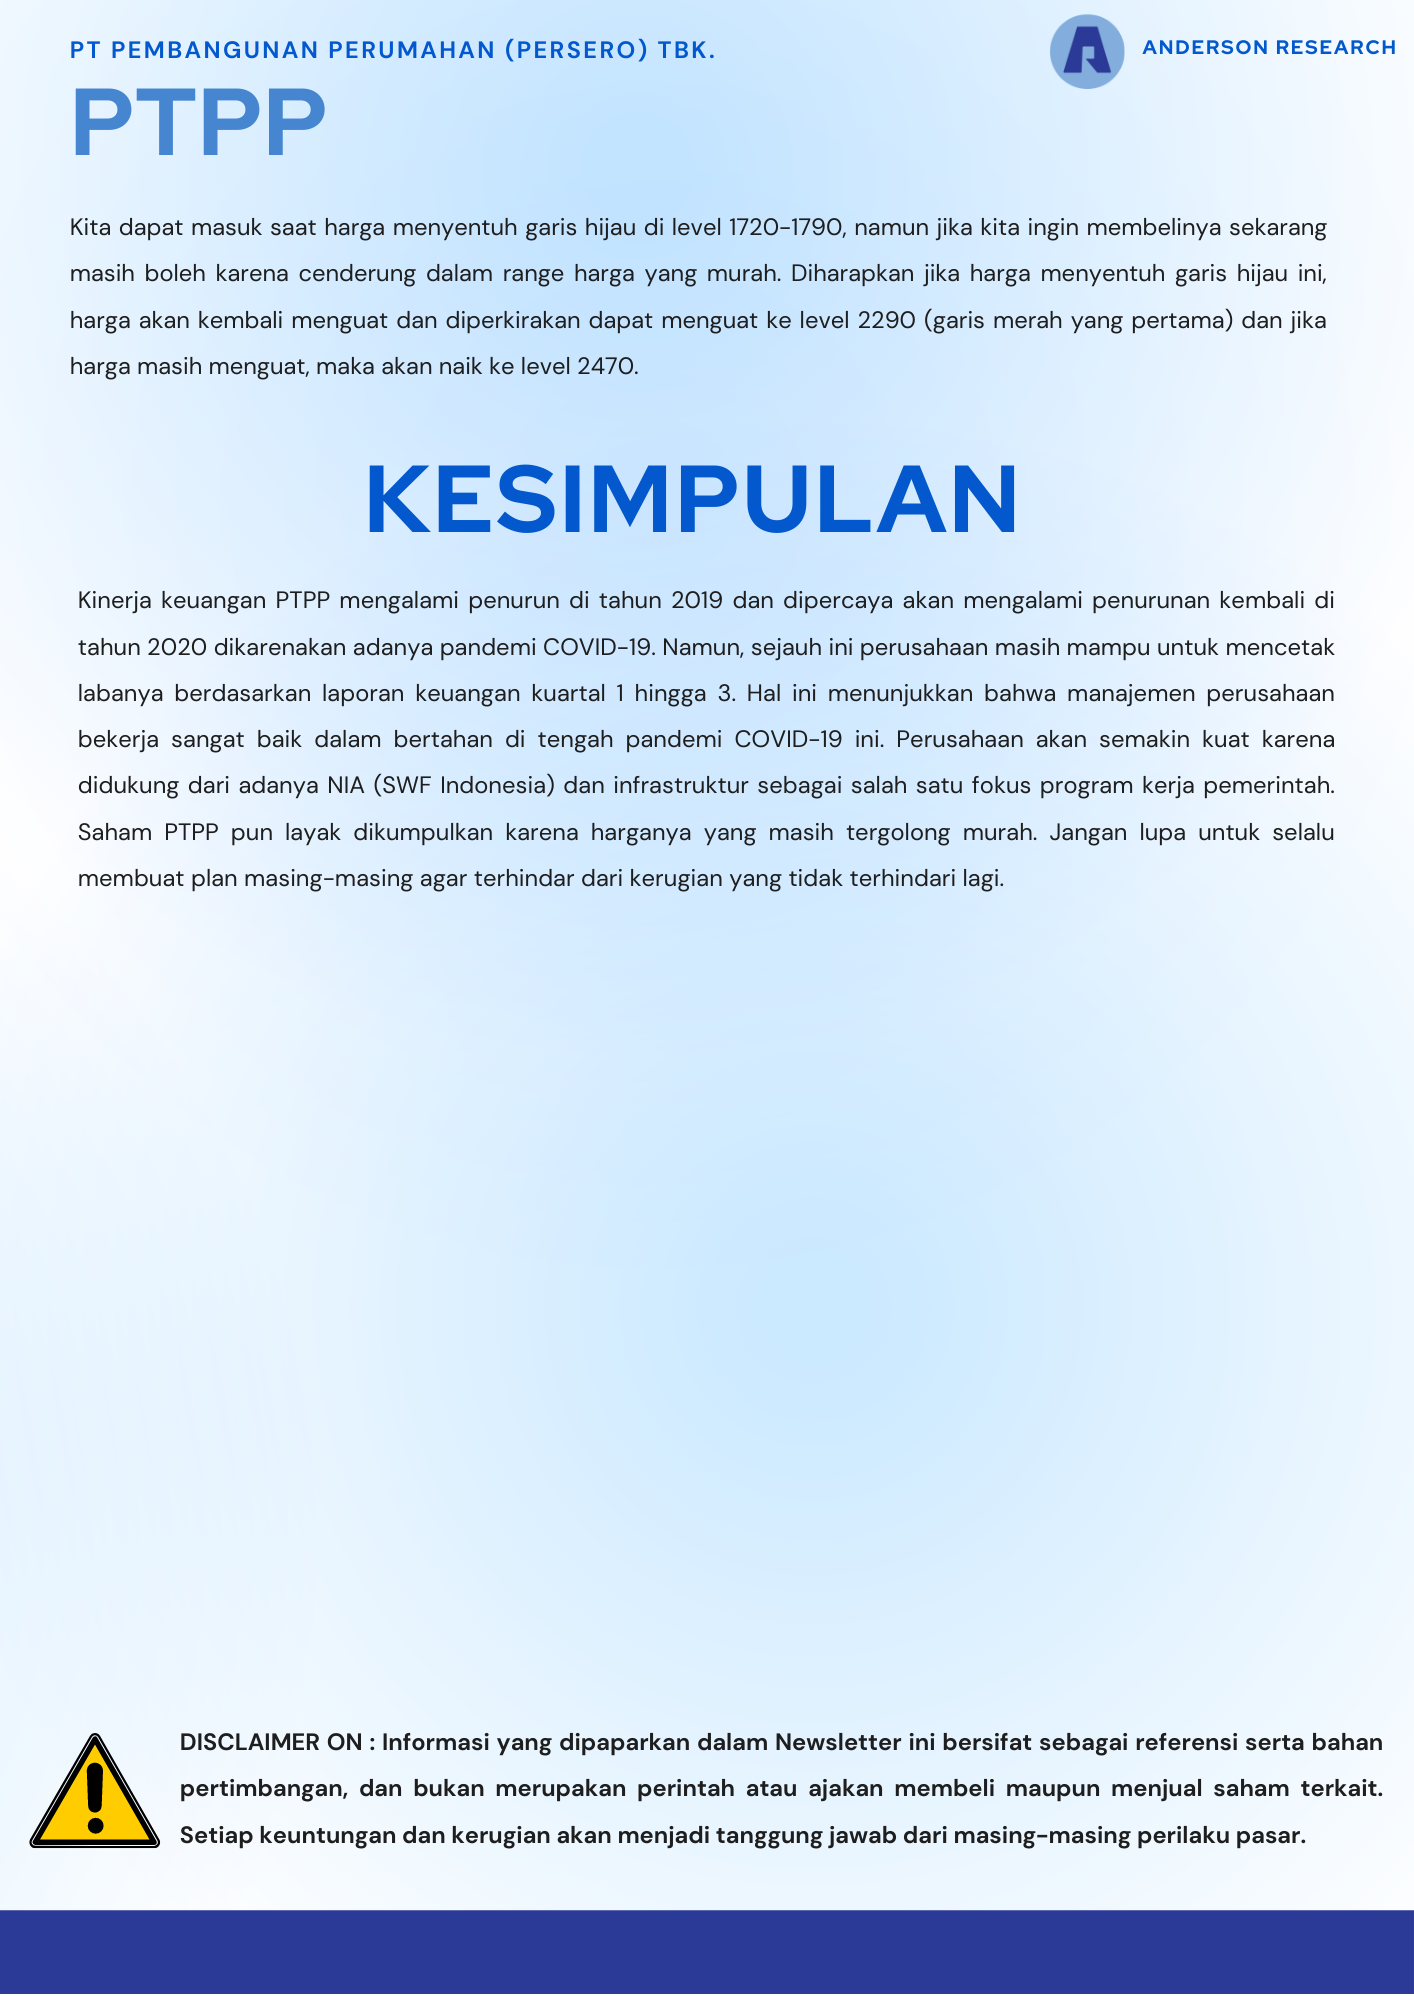 PT PEMBANGUNAN PERUMAHAN (PERSERO) TBK.
ANDERSON RESEARCH
PTPP
Kita dapat masuk saat harga menyentuh garis hijau di level 1720-1790, namun jika kita ingin membelinya sekarang
masih boleh karena cenderung dalam range harga yang murah. Diharapkan jika harga menyentuh garis hijau ini,
harga akan kembali menguat dan diperkirakan dapat menguat ke level 2290 (garis merah yang pertama) dan jika
harga masih menguat, maka akan naik ke level 2470.
KESIMPULAN
Kinerja keuangan PTPP mengalami penurun di tahun 2019 dan dipercaya akan mengalami penurunan kembali di
tahun 2020 dikarenakan adanya pandemi COVID-19. Namun, sejauh ini perusahaan masih mampu untuk mencetak
labanya berdasarkan laporan keuangan kuartal 1 hingga 3. Hal ini menunjukkan bahwa manajemen perusahaan
bekerja sangat baik dalam bertahan di tengah pandemi COVID-19 ini. Perusahaan akan semakin kuat karena
didukung dari adanya NIA (SWF Indonesia) dan infrastruktur sebagai salah satu fokus program kerja pemerintah.
Saham PTPP pun layak dikumpulkan karena harganya yang masih tergolong murah. Jangan lupa untuk selalu
membuat plan masing-masing agar terhindar dari kerugian yang tidak terhindari lagi.
DISCLAIMER ON : Informasi yang dipaparkan dalam Newsletter ini bersifat sebagai referensi serta bahan
pertimbangan, dan bukan merupakan perintah atau ajakan membeli maupun menjual saham terkait.
Setiap keuntungan dan kerugian akan menjadi tanggung jawab dari masing-masing perilaku pasar.